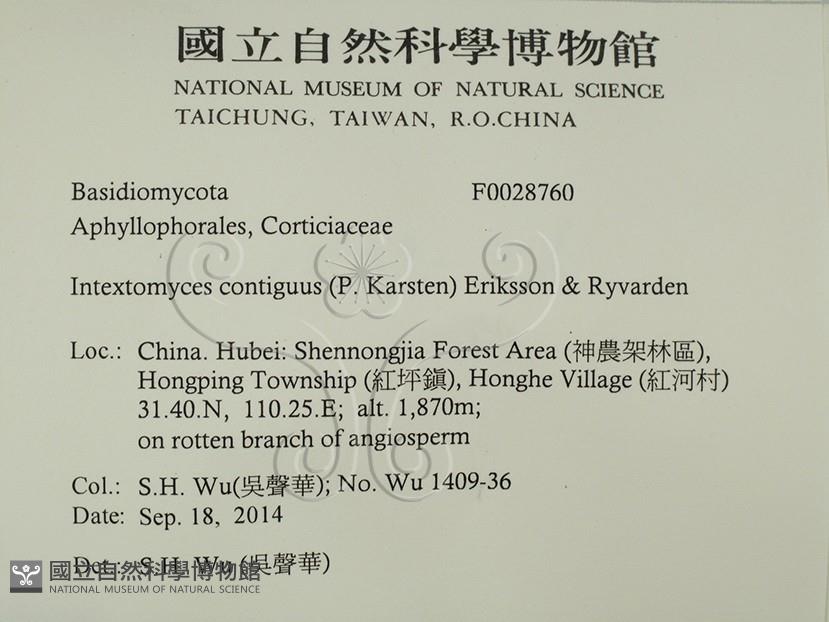 國立自然科學博物館
NATIONAL MUSEUM OF NATURAL SCIENCE
TAICHUNG, TAIWAN, R.O.CHINA
Basidiomycota F0028760
Aphyllophorales, Corticiaceae
Intextomyces contiguus (P. Karsten) Eriksson & Ryvarden
Loc.: China. Hubei: Shennongjia Forest Area (神農架林區),
Hongping Township (紅坪鎮), Honghe Village (紅河村)
31.40.N, 110.25.E; alt. 1,870m;
on rotten branch of angiosperm
Col.: S.H. Wu(吳聲華); No. Wu 1409-36
Date: Sep. 18, 2014
Det.: S.H. Wu (吳聲華)
國立自然科學博物館
NATIONAL MUSEUM OF NATURAL SCIENCE